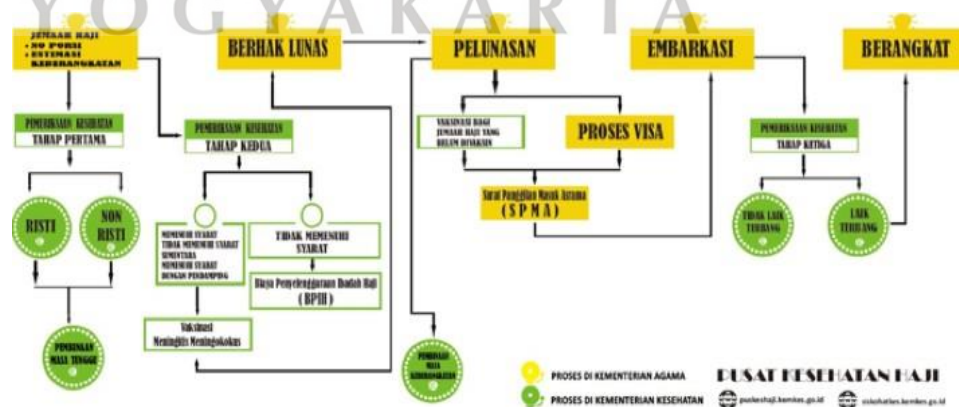 YOGYAKARTA
JEMAAH HAJI
• NO PORSI
• ESTIMASI
KEBERANGKATAN
BERHAK LUNAS
PELUNASAN
EMBARKASI
BERANGKAT
PEMERIKSAAN KESEHATAN
TAHAP PERTAMA
PEMERIKSAAN KESEHATAN
TAHAP KEDUA
VAKSINASI BAGI
JEMAAH HAJI YANG
BELUM DIVAKSIN
PROSES VISA
PEMERIKSAAN KESEHATAN
TAHAP KETIGA
Surat Panggilan Masuk Asrama
(SPMA)
RISTI
NON
RISTI
MEMENUHI SYARAT
TIDAK MEMENUHI SYARAT
SEMENTARA
MEMENUHI SYARAT
DENGAN PENDAMPING
TIDAK MEMENUHI
SYARAT
TIDAK LAIK
TERBANG
LAIK
TERBANG
Biaya Penyelenggaraan Ibadah Haji
(BPIH)
Vaksinasi
Meningitis Meningokokus
PEMBINAAN
MASA TUNGGU
PEMBINAAN
MASA
KEBERANGKATAN
PROSES DI KEMENTERIAN AGAMA
PROSES DI KEMENTERIAN KESEHATAN
PUSAT KESEHATAN HAJI
puskeshaji.kemkes.go.id
siskohatkes.kemkes.go.id